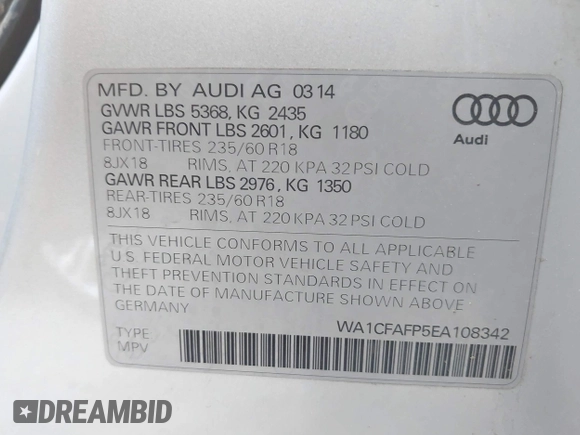 MFD. BY AUDI AG 0314
GVWR LBS 5368, KG 2435
GAWR FRONT LBS 2601, KG 1180
FRONT-TIRES 235/60 R18
8JX18 RIMS, AT 220 KPA 32 PSI COLD
GAWR REAR LBS 2976, KG 1350
REAR-TIRES 235/60 R18
8JX18 RIMS, AT 220 KPA 32 PSI COLD
Audi
THIS VEHICLE CONFORMS TO ALL APPLICABLE
U.S. FEDERAL MOTOR VEHICLE SAFETY AND
THEFT PREVENTION STANDARDS IN EFFECT ON
THE DATE OF MANUFACTURE SHOWN ABOVE
GERMANY
WA1CFAFP5EA108342
TYPE
MPV
DREAMBID